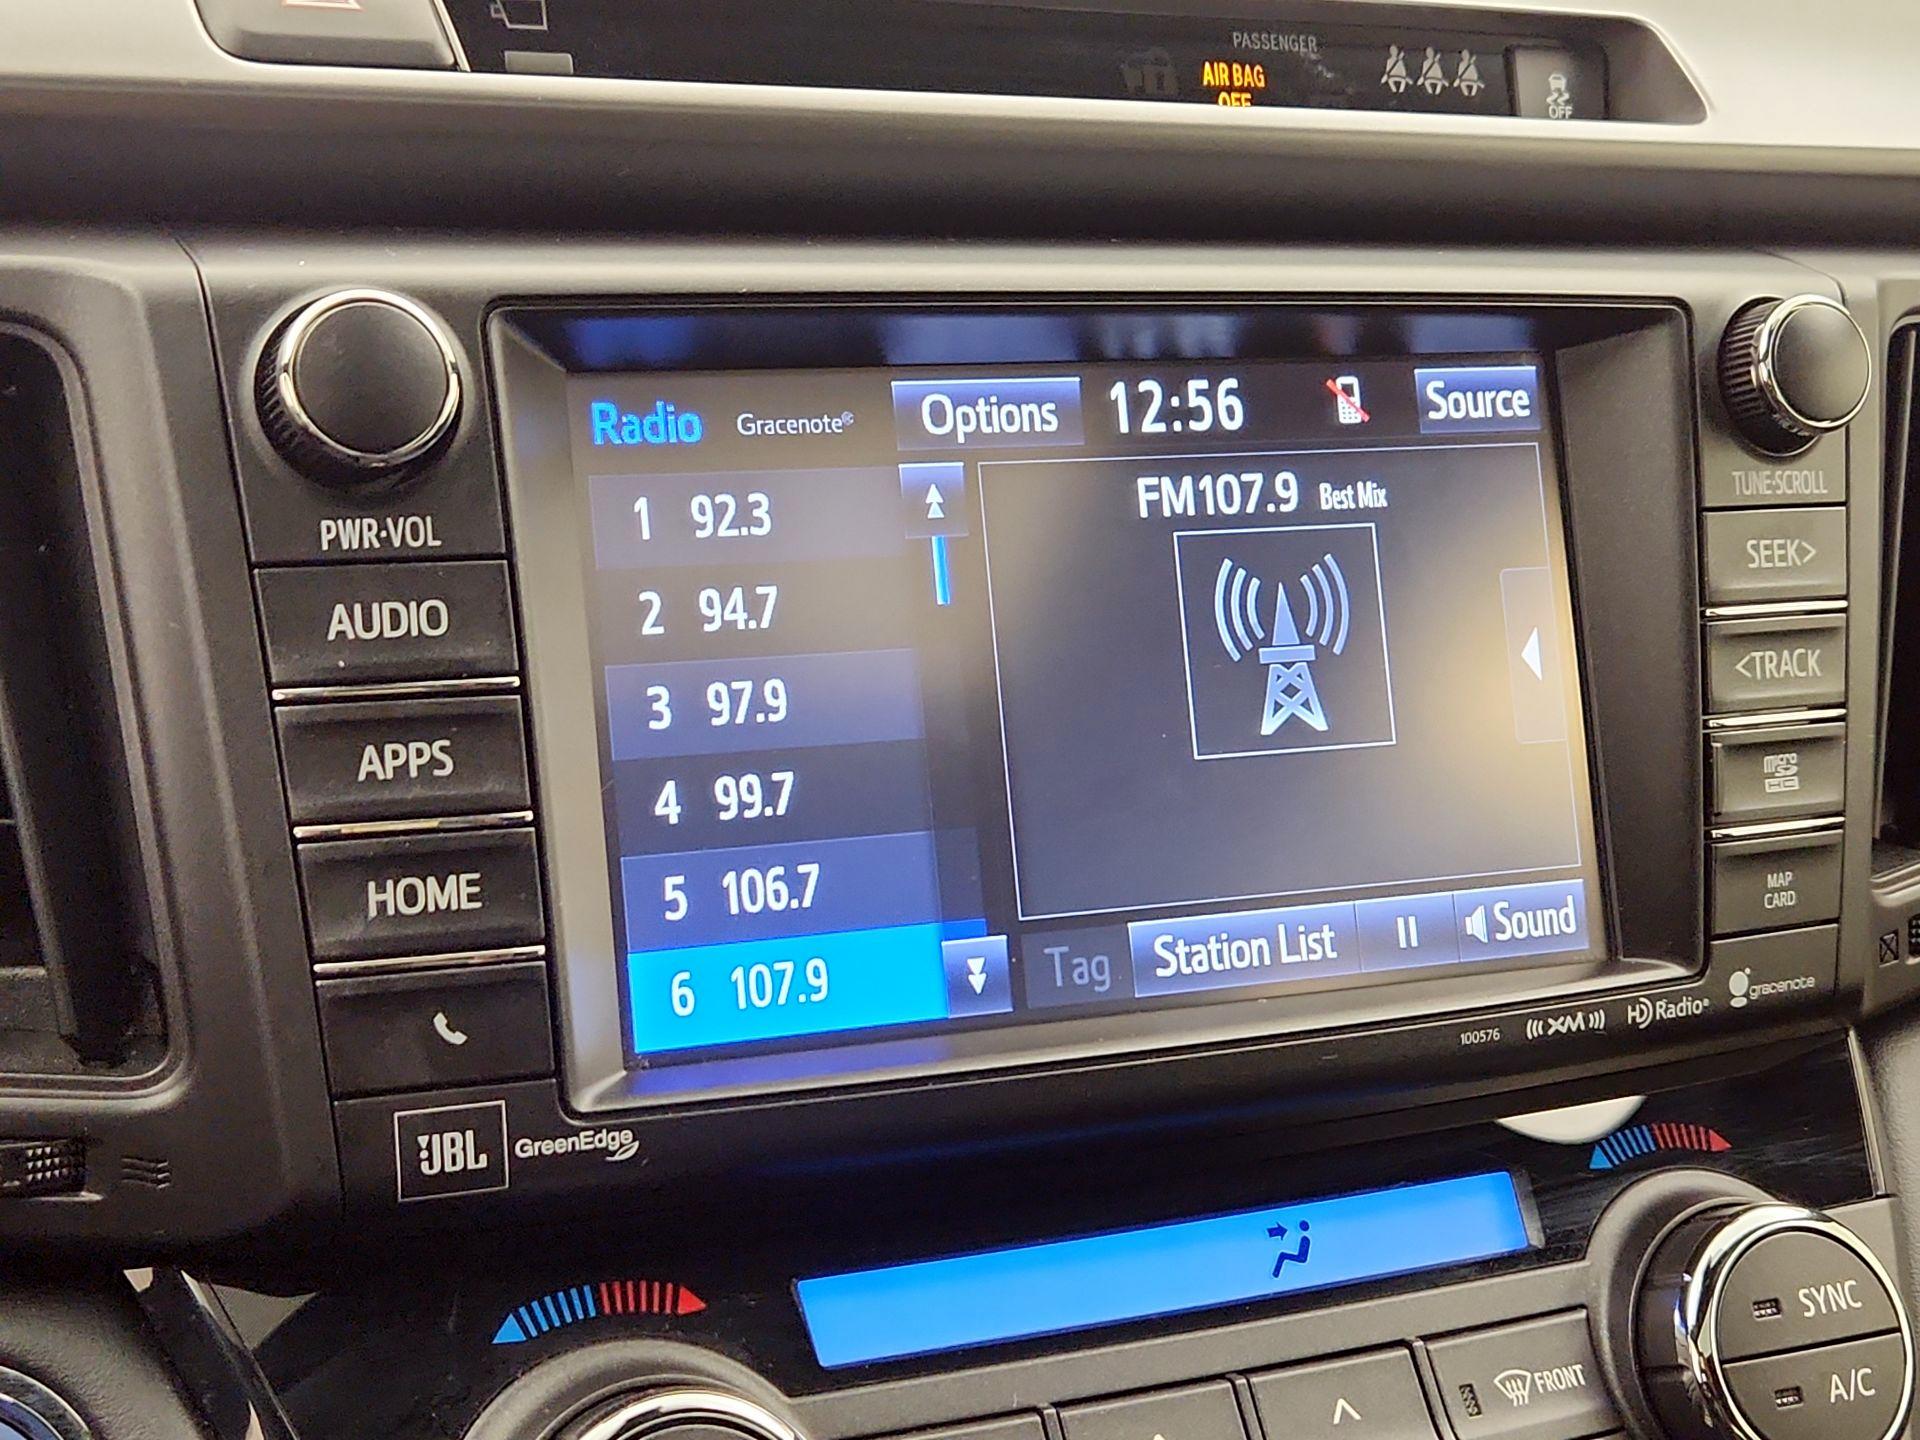 PASSENGER
AIR BAG
OFF
OFF
Radio Gracenote® Options 12:56 Source
1 92.3
2 94.7
3 97.9
4 99.7
5 106.7
6 107.9
FM107.9 Best Mix
Tag Station List Sound
PWR·VOL
AUDIO
APPS
HOME
TUNE·SCROLL
SEEK>
<TRACK
micro
SD
HC
MAP
CARD
100576 ((( XM ))) HD Radio® gracenote
JBL GreenEdge
SYNC
FRONT
A/C